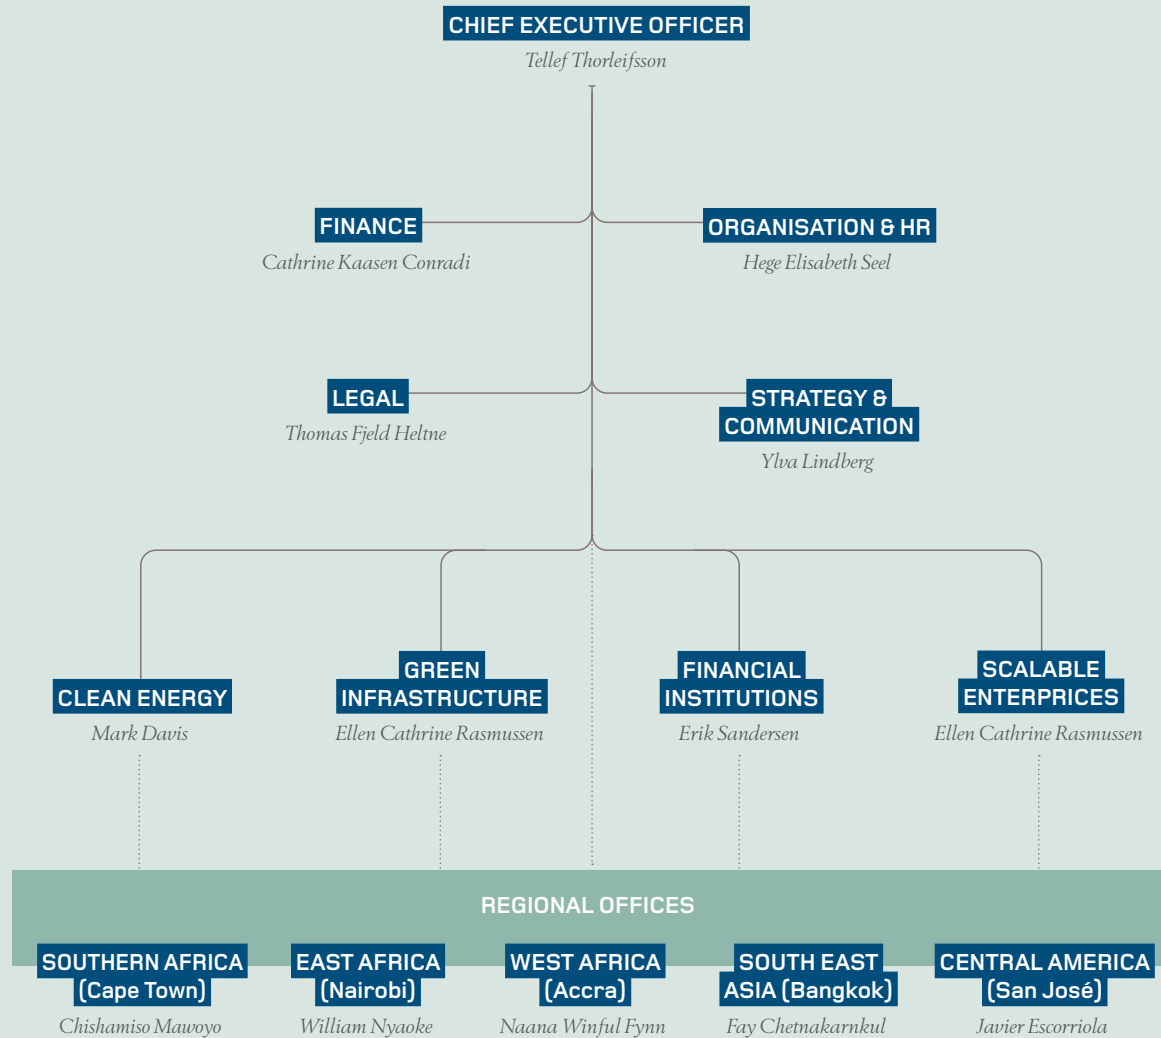 CHIEF EXECUTIVE OFFICER
Tellef Thorleifsson
FINANCE
Cathrine Kaasen Conradi
ORGANISATION & HR
Hege Elisabeth Seel
LEGAL
Thomas Fjeld Heltne
STRATEGY &
COMMUNICATION
Ylva Lindberg
CLEAN ENERGY
Mark Davis
GREEN
INFRASTRUCTURE
Ellen Cathrine Rasmussen
FINANCIAL
INSTITUTIONS
Erik Sandersen
SCALABLE
ENTERPRICES
Ellen Cathrine Rasmussen
REGIONAL OFFICES
SOUTHERN AFRICA
(Cape Town)
Chishamiso Mawoyo
EAST AFRICA
(Nairobi)
William Nyaoke
WEST AFRICA
(Accra)
Naana Winful Fynn
SOUTH EAST
ASIA (Bangkok)
Fay Chetnakarnkul
CENTRAL AMERICA
(San José)
Javier Escorriola